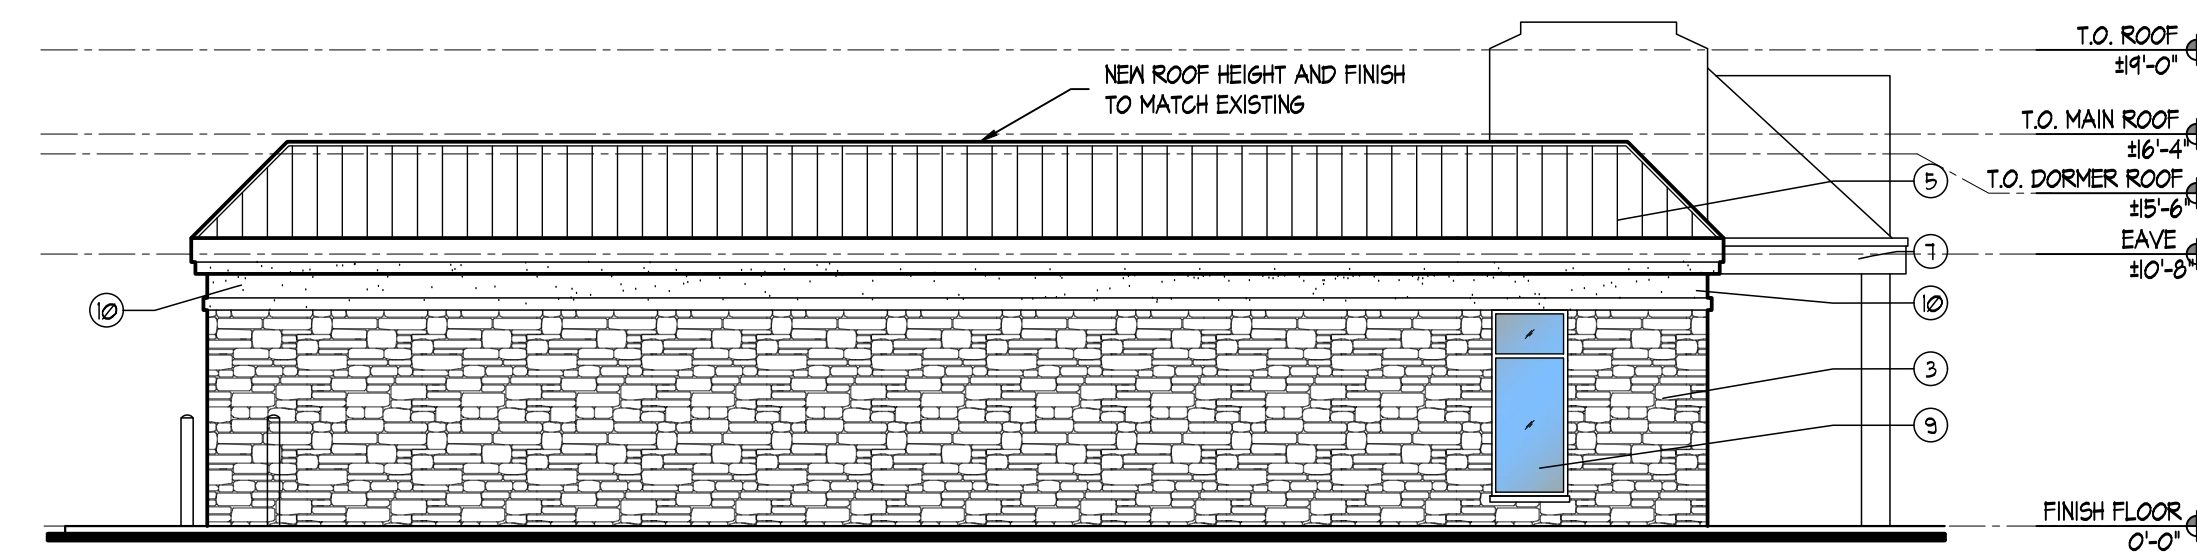 T.O. ROOF
±19'-0"
NEW ROOF HEIGHT AND FINISH
TO MATCH EXISTING
T.O. MAIN ROOF
±16'-4"
5
T.O. DORMER ROOF
±15'-6"
EAVE
7
±10'-8"
10
10
3
9
FINISH FLOOR
0'-0"